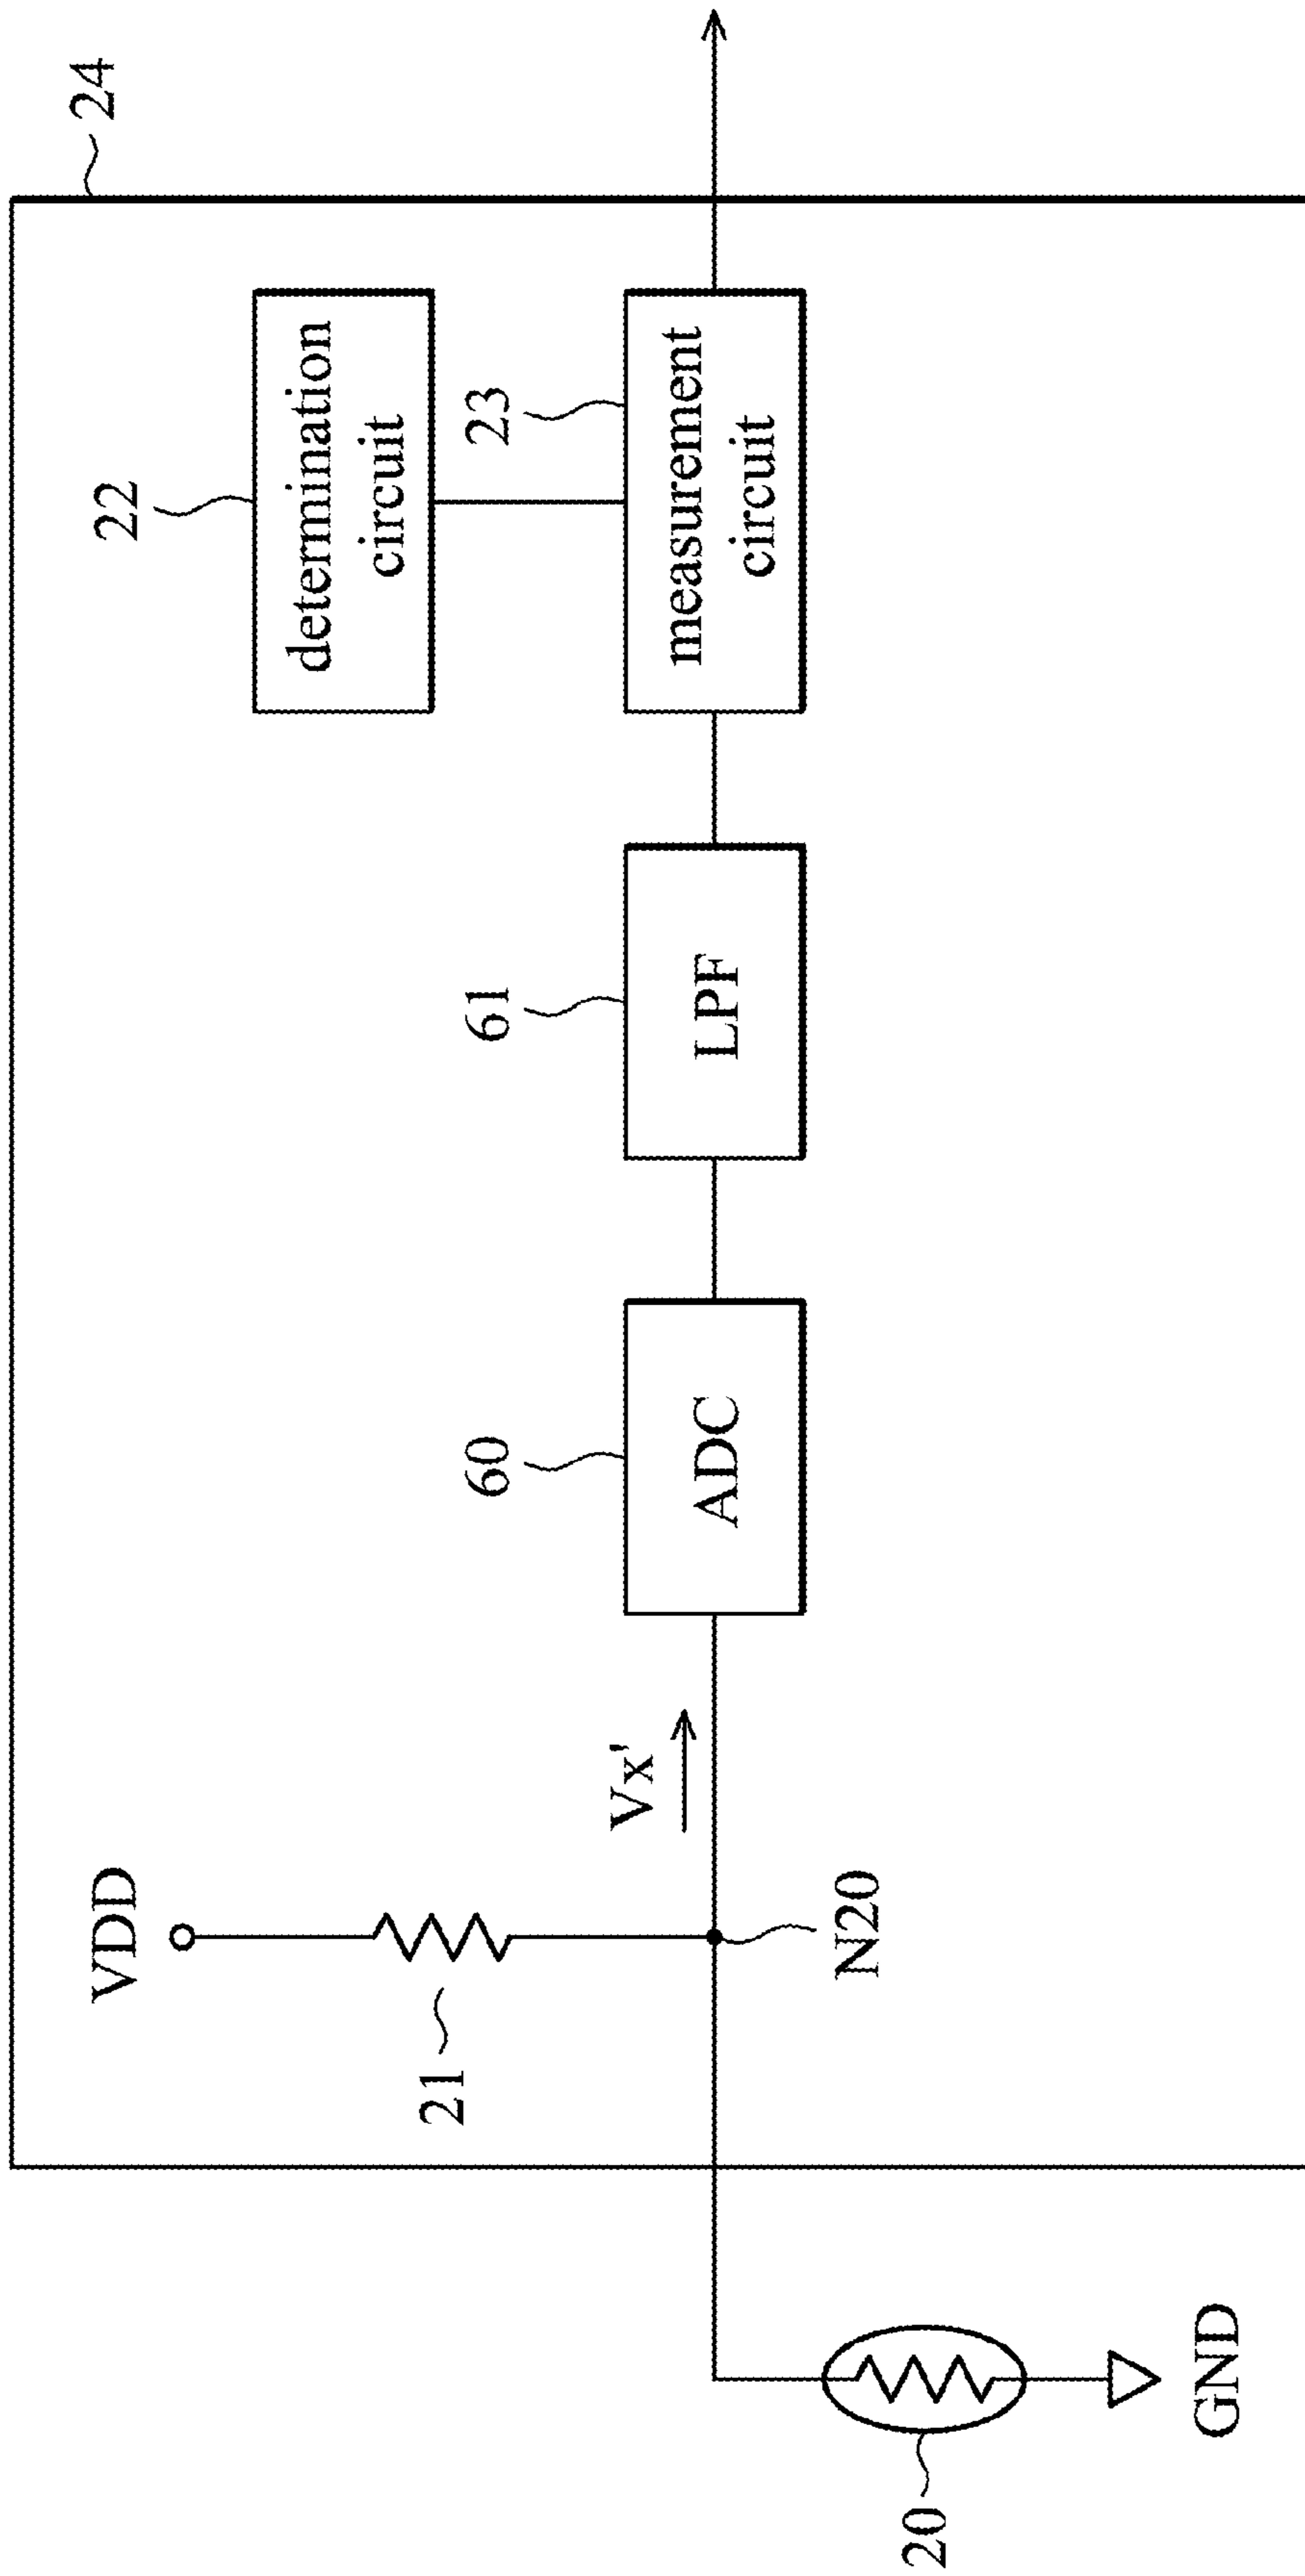 24
22
determination
circuit
23
measurement
circuit
61
LPF
60
ADC
Vx'
VDD
21
N20
20
GND